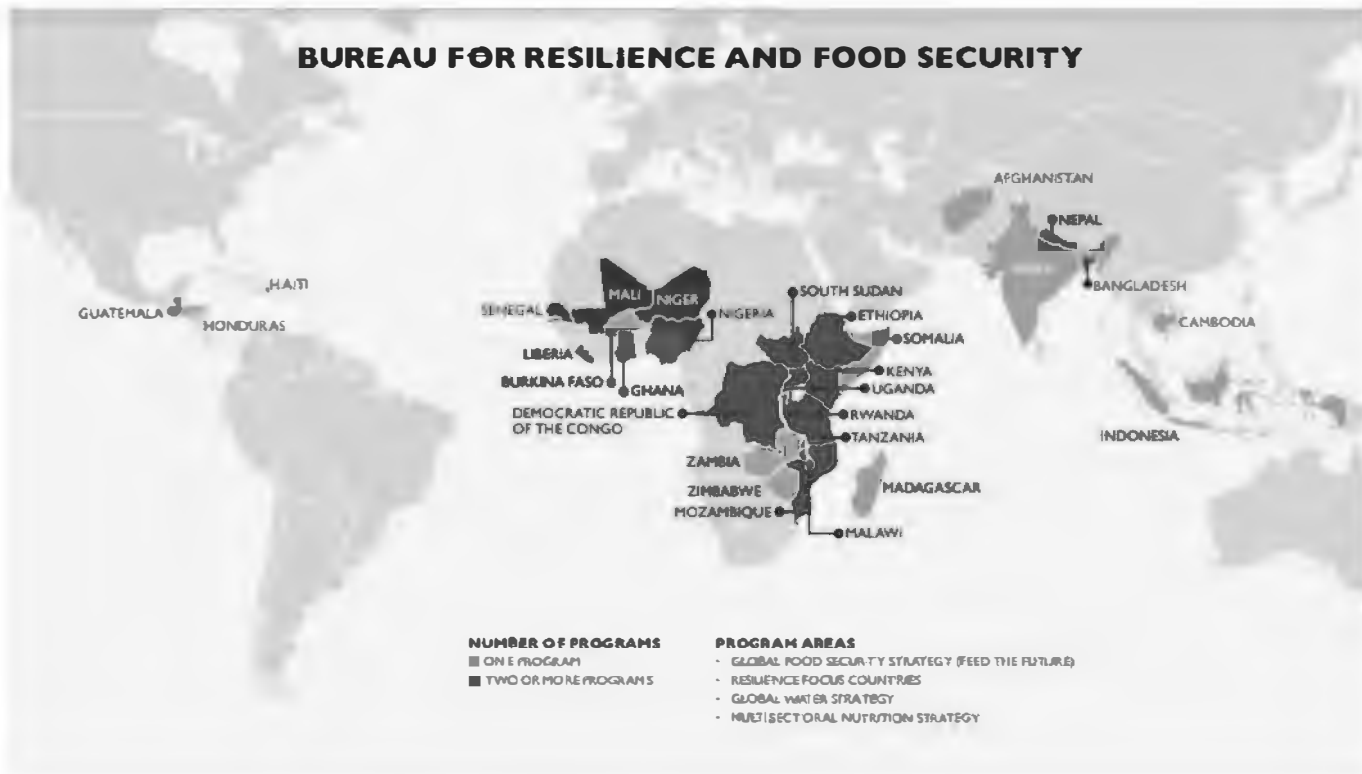 BUREAU FOR RESILIENCE AND FOOD SECURITY
AFGHANISTAN
NEPAL
HAITI
GUATEMALA
HONDURAS
SENEGAL
MALI
NIGER
NIGERIA
SOUTH SUDAN
ETHIOPIA
SOMALIA
BANGLADESH
CAMBODIA
LIBERIA
BURKINA FASO
GHANA
KENYA
UGANDA
DEMOCRATIC REPUBLIC
OF THE CONGO
RWANDA
TANZANIA
INDONESIA
ZAMBIA
ZIMBABWE
MADAGASCAR
MOZAMBIQUE
MALAWI
NUMBER OF PROGRAMS
ONE PROGRAM
TWO OR MORE PROGRAMS
PROGRAM AREAS
- GLOBAL FOOD SECURITY STRATEGY (FEED THE FUTURE)
- RESILIENCE FOCUS COUNTRIES
- GLOBAL WATER STRATEGY
- MULTISECTORAL NUTRITION STRATEGY